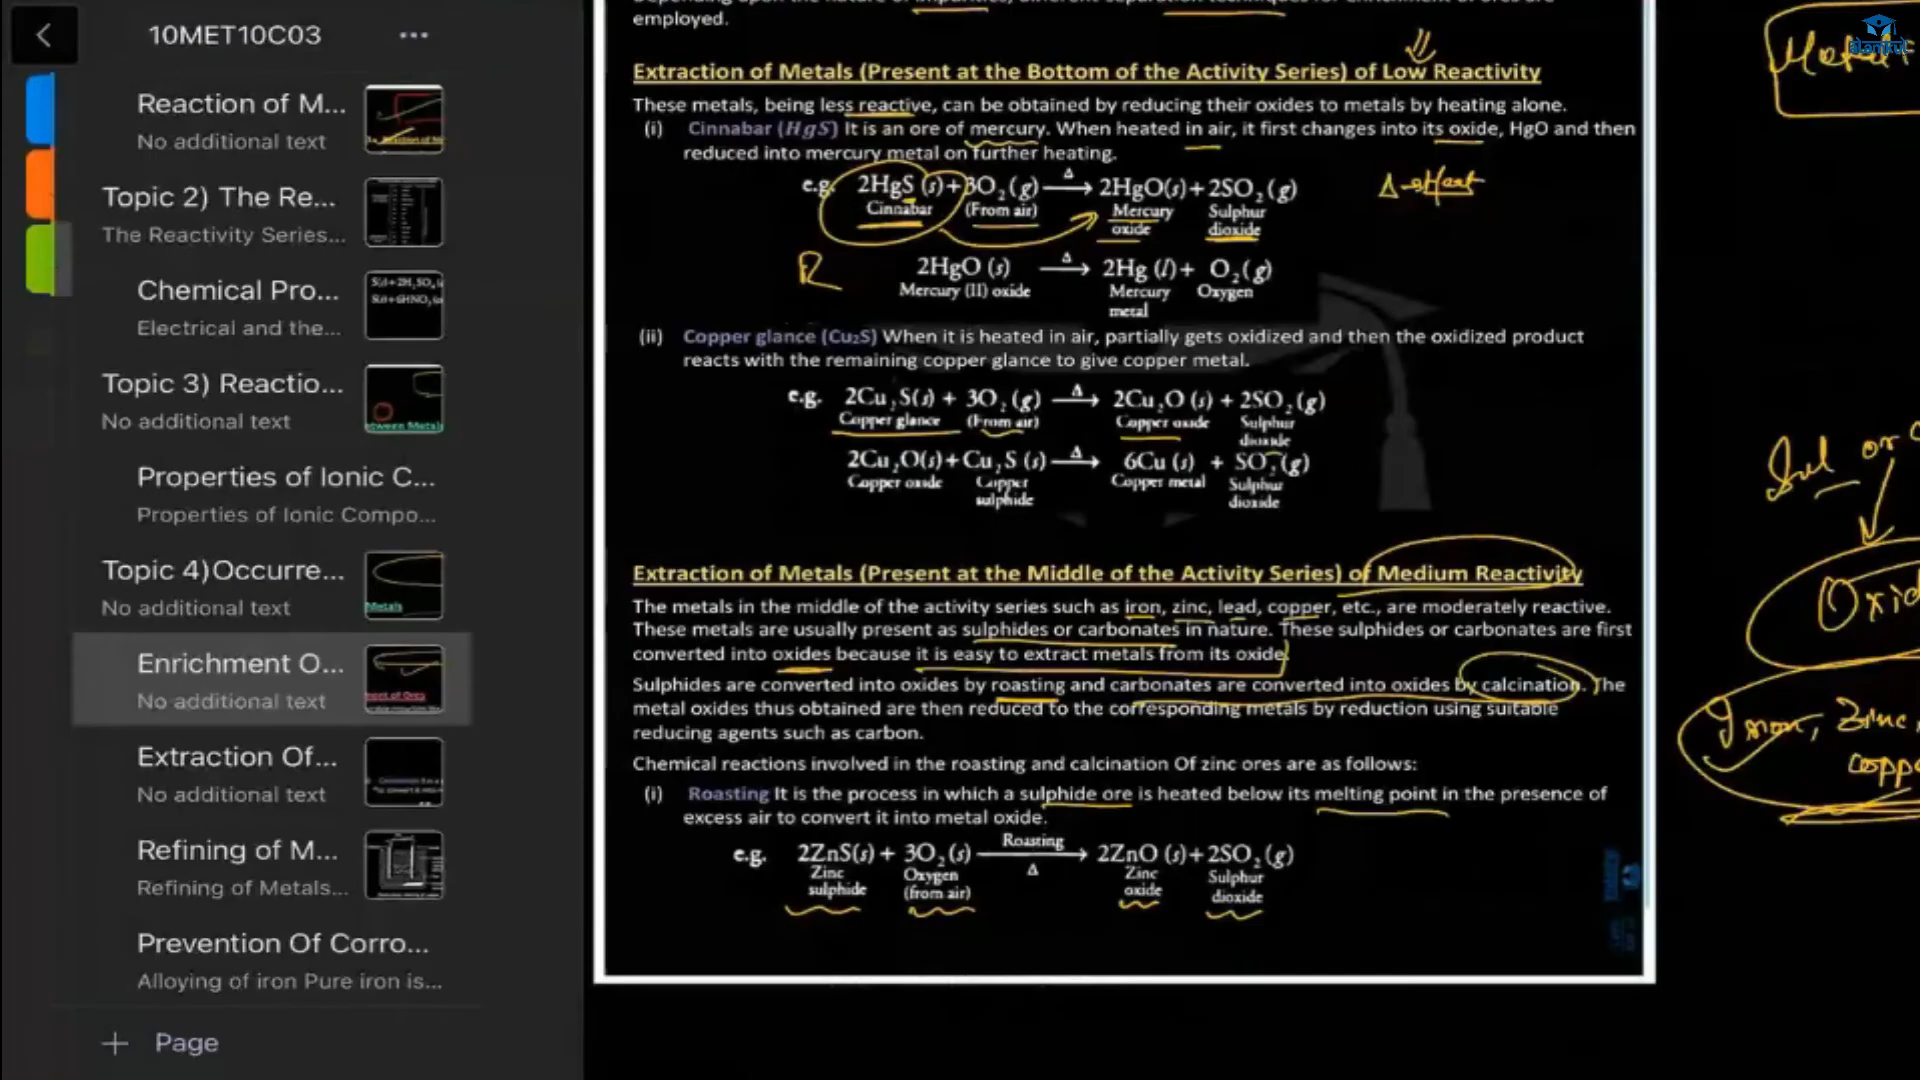 10MET10C03
Reaction of M...
No additional text
Topic 2) The Re...
The Reactivity Series...
Chemical Pro...
Electrical and the...
Topic 3) Reactio...
No additional text
Properties of Ionic C...
Properties of Ionic Compo...
Topic 4)Occurre...
No additional text
Enrichment O...
No additional text
Extraction Of...
No additional text
Refining of M...
Refining of Metals...
Prevention Of Corro...
Alloying of iron Pure iron is...
+ Page
employed.
Extraction of Metals (Present at the Bottom of the Activity Series) of Low Reactivity
These metals, being less reactive, can be obtained by reducing their oxides to metals by heating alone.
(i) Cinnabar (HgS) It is an ore of mercury. When heated in air, it first changes into its oxide, HgO and then
reduced into mercury metal on further heating.
e.g. 2HgS (s)+3O₂(g) —Δ→ 2HgO(s)+2SO₂(g)
Cinnabar (From air) Mercury Sulphur
oxide dioxide
Δ → Heat
R 2HgO (s) —Δ→ 2Hg (l)+ O₂(g)
Mercury (II) oxide Mercury Oxygen
metal
(ii) Copper glance (Cu₂S) When it is heated in air, partially gets oxidized and then the oxidized product
reacts with the remaining copper glance to give copper metal.
e.g. 2Cu₂S(s) + 3O₂(g) —Δ→ 2Cu₂O (s) + 2SO₂(g)
Copper glance (From air) Copper oxide Sulphur
dioxide
2Cu₂O(s)+Cu₂S (s) —Δ→ 6Cu (s) + SO₂(g)
Copper oxide Copper Copper metal Sulphur
sulphide dioxide
Extraction of Metals (Present at the Middle of the Activity Series) of Medium Reactivity
The metals in the middle of the activity series such as iron, zinc, lead, copper, etc., are moderately reactive.
These metals are usually present as sulphides or carbonates in nature. These sulphides or carbonates are first
converted into oxides because it is easy to extract metals from its oxide.
Sulphides are converted into oxides by roasting and carbonates are converted into oxides by calcination. The
metal oxides thus obtained are then reduced to the corresponding metals by reduction using suitable
reducing agents such as carbon.
Chemical reactions involved in the roasting and calcination Of zinc ores are as follows:
(i) Roasting It is the process in which a sulphide ore is heated below its melting point in the presence of
excess air to convert it into metal oxide.
e.g. 2ZnS(s) + 3O₂(s) —Roasting/Δ→ 2ZnO (s)+2SO₂(g)
Zinc Oxygen Zinc Sulphur
sulphide (from air) oxide dioxide
Metal
Sul or
Oxid
Iron, Zinc,
copp